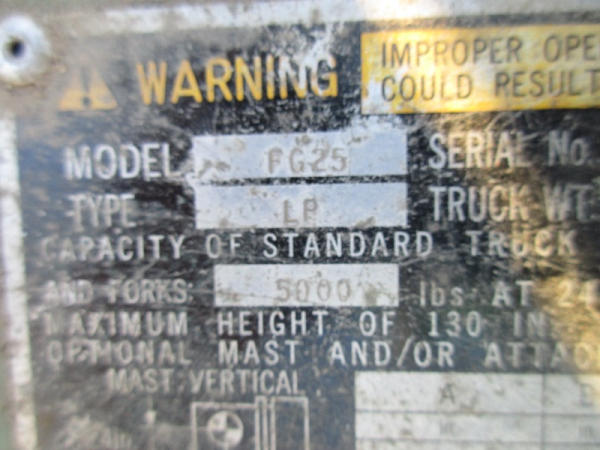 WARNING
IMPROPER OPE
COULD RESULT
MODEL FG25 SERIAL No.
TYPE LP TRUCK WT.
CAPACITY OF STANDARD TRUCK
AND FORKS: 5000 lbs AT 24
MAXIMUM HEIGHT OF 130 IN
OPTIONAL MAST AND/OR ATTAC
MAST VERTICAL
A